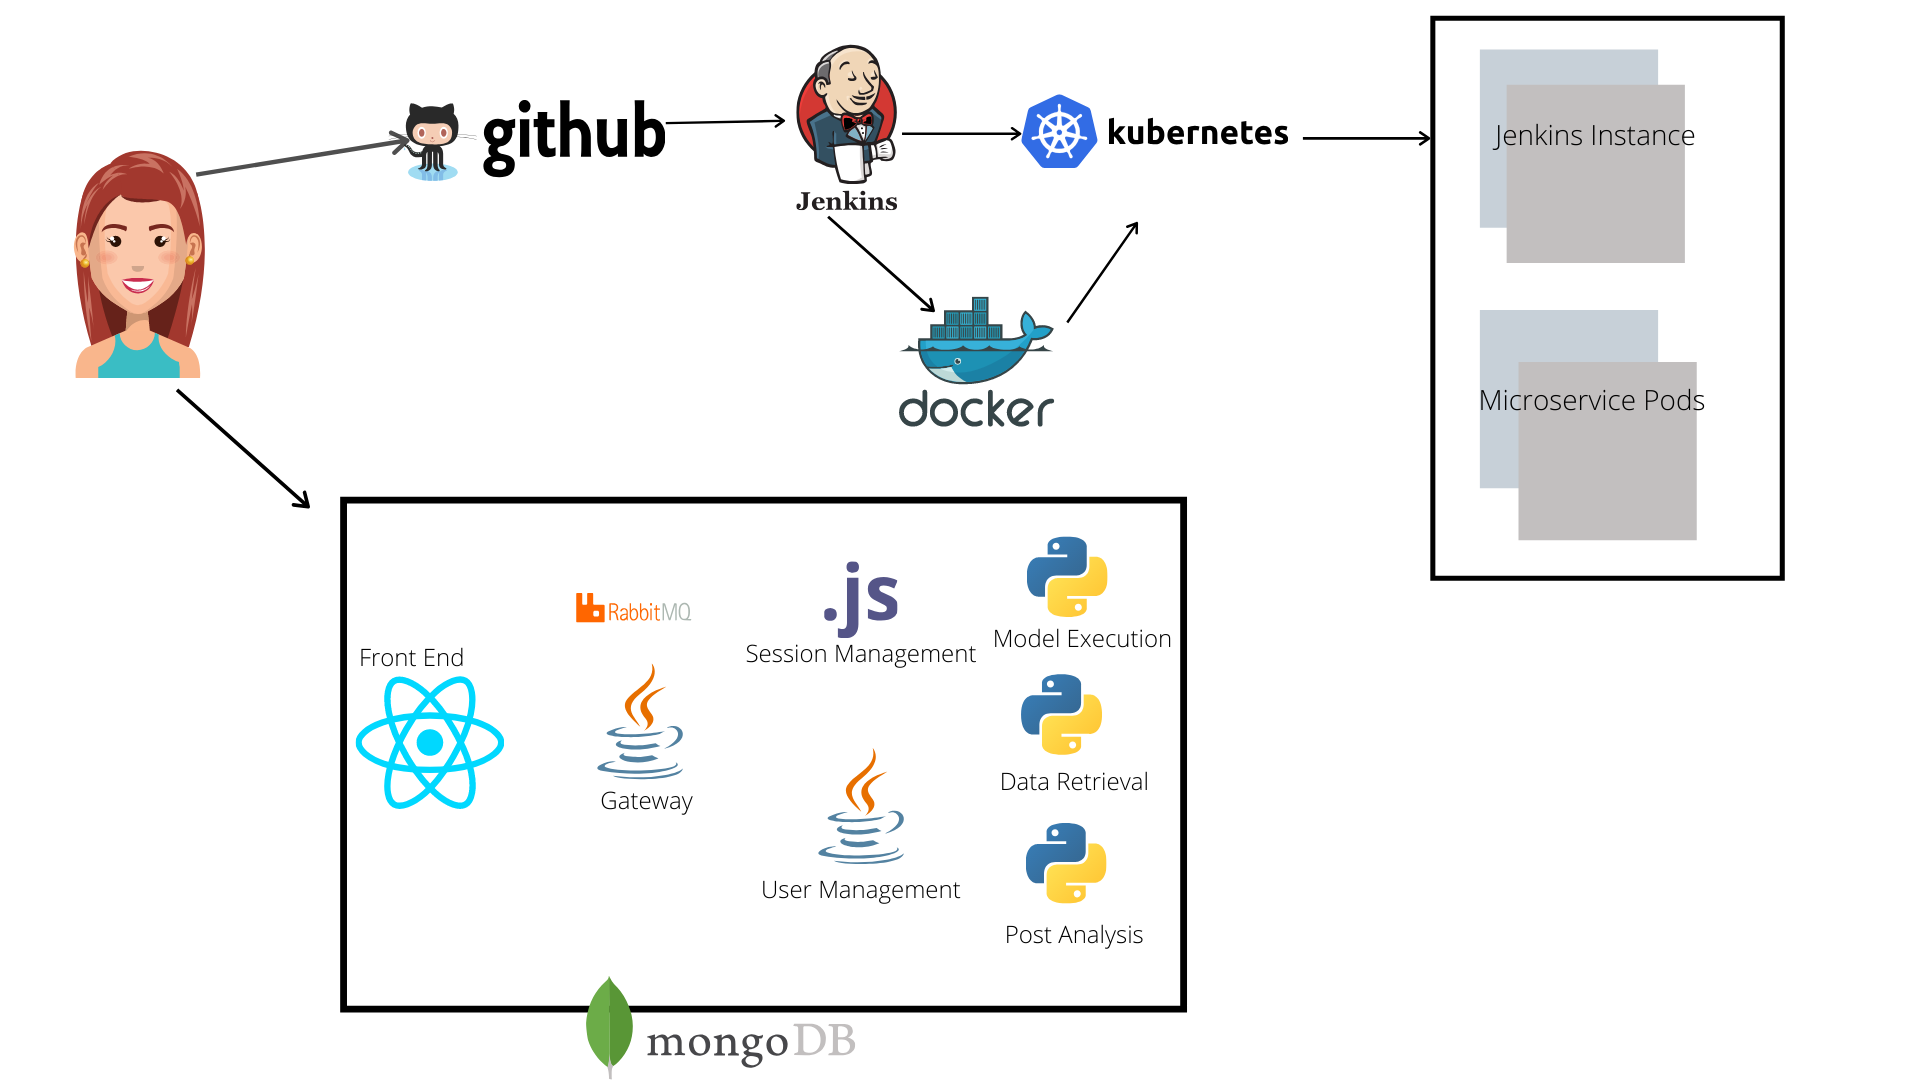 github
Jenkins
kubernetes
docker
Jenkins Instance
Microservice Pods
RabbitMQ
.js
Session Management
Model Execution
Front End
Gateway
Data Retrieval
User Management
Post Analysis
mongoDB